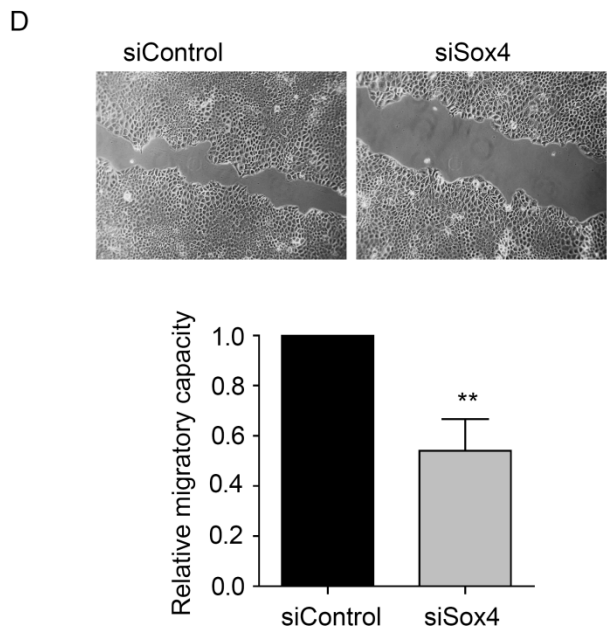 D
siControl siSox4
Relative migratory capacity
1.0
0.8
0.6
0.4
0.2
0.0
**
siControl siSox4